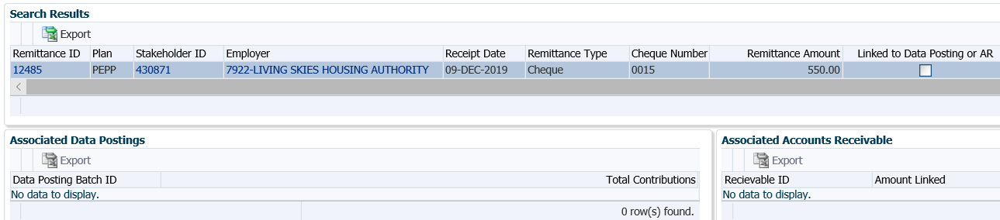 Search Results
Export
Remittance ID Plan Stakeholder ID Employer Receipt Date Remittance Type Cheque Number Remittance Amount Linked to Data Posting or AR
12485 PEPP 430871 7922-LIVING SKIES HOUSING AUTHORITY 09-DEC-2019 Cheque 0015 550.00
Associated Data Postings
Export
Data Posting Batch ID Total Contributions
No data to display.
0 row(s) found.
Associated Accounts Receivable
Export
Recievable ID Amount Linked
No data to display.